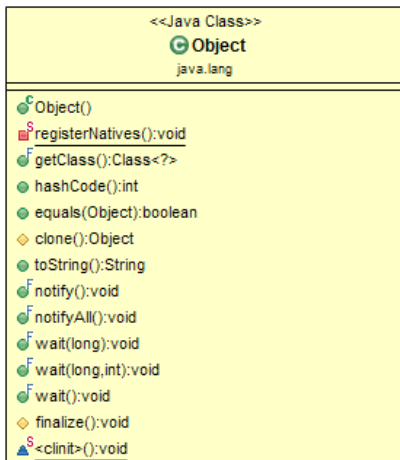 <<Java Class>>
C Object
java.lang
C Object()
S registerNatives():void
F getClass():Class<?>
hashCode():int
equals(Object):boolean
clone():Object
toString():String
F notify():void
F notifyAll():void
F wait(long):void
F wait(long,int):void
F wait():void
finalize():void
S <clinit>():void